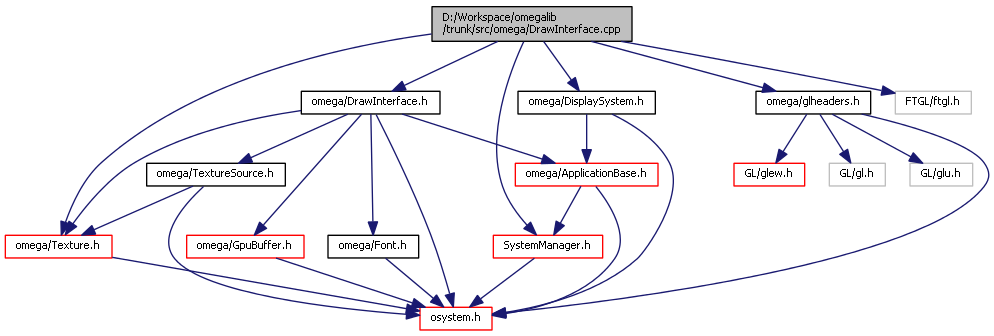 D:/Workspace/omegalib
/trunk/src/omega/DrawInterface.cpp
omega/DrawInterface.h
omega/DisplaySystem.h
omega/glheaders.h
FTGL/ftgl.h
omega/TextureSource.h
omega/ApplicationBase.h
GL/glew.h
GL/gl.h
GL/glu.h
omega/Texture.h
omega/GpuBuffer.h
omega/Font.h
SystemManager.h
osystem.h